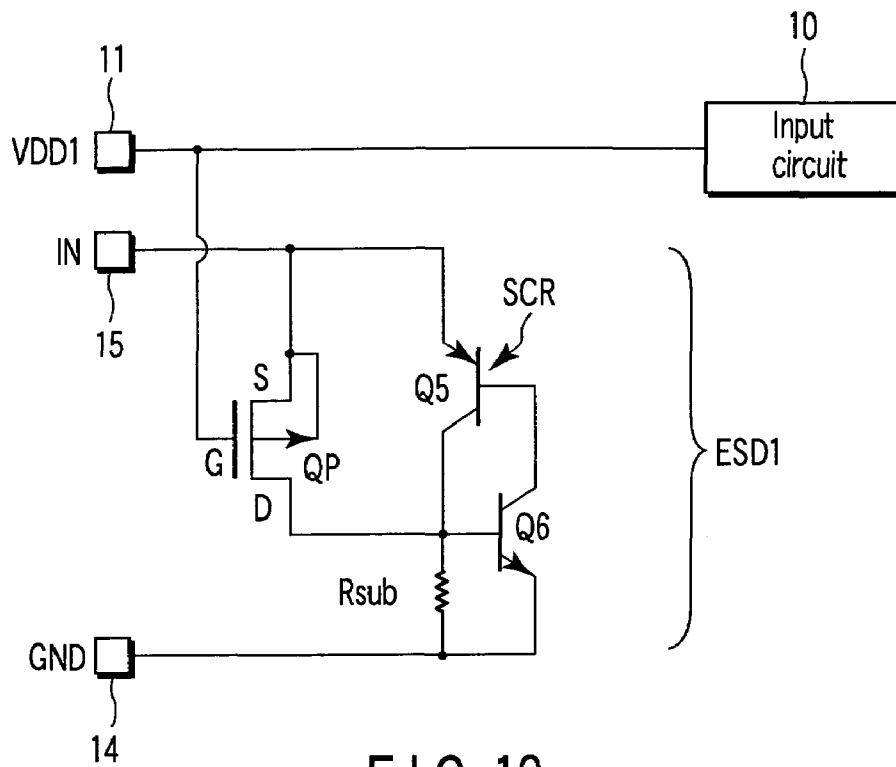 10
11
VDD1
Input
circuit
IN
15
SCR
S
Q5
G
QP
D
ESD1
Q6
Rsub
GND
14